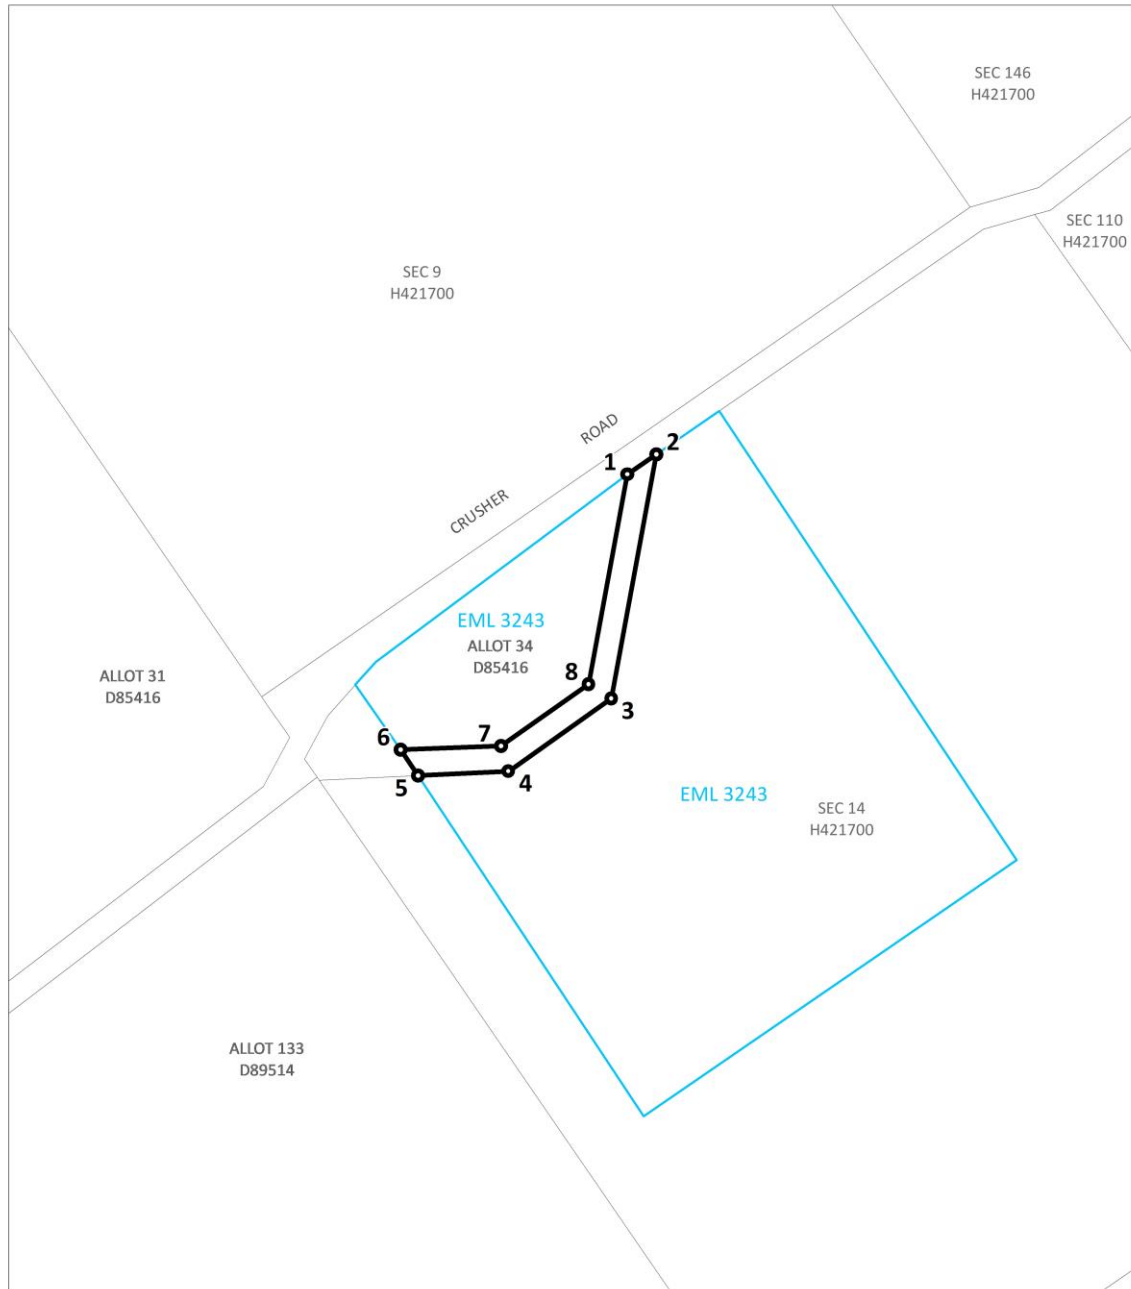 SEC 146
H421700
SEC 110
H421700
SEC 9
H421700
ROAD
CRUSHER
1
2
EML 3243
ALLOT 34
D85416
ALLOT 31
D85416
8
3
7
6
4
5
EML 3243
SEC 14
H421700
ALLOT 133
D89514